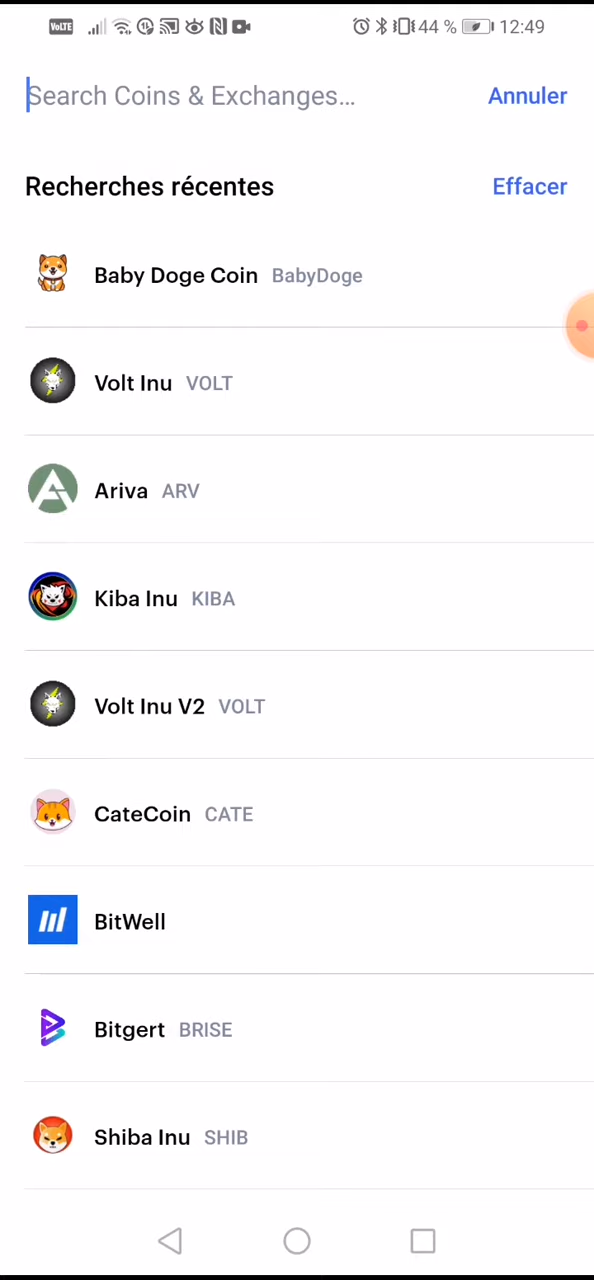 VoLTE 44 % 12:49
Search Coins & Exchanges… Annuler
Recherches récentes Effacer
Baby Doge Coin BabyDoge
Volt Inu VOLT
Ariva ARV
Kiba Inu KIBA
Volt Inu V2 VOLT
CateCoin CATE
BitWell
Bitgert BRISE
Shiba Inu SHIB